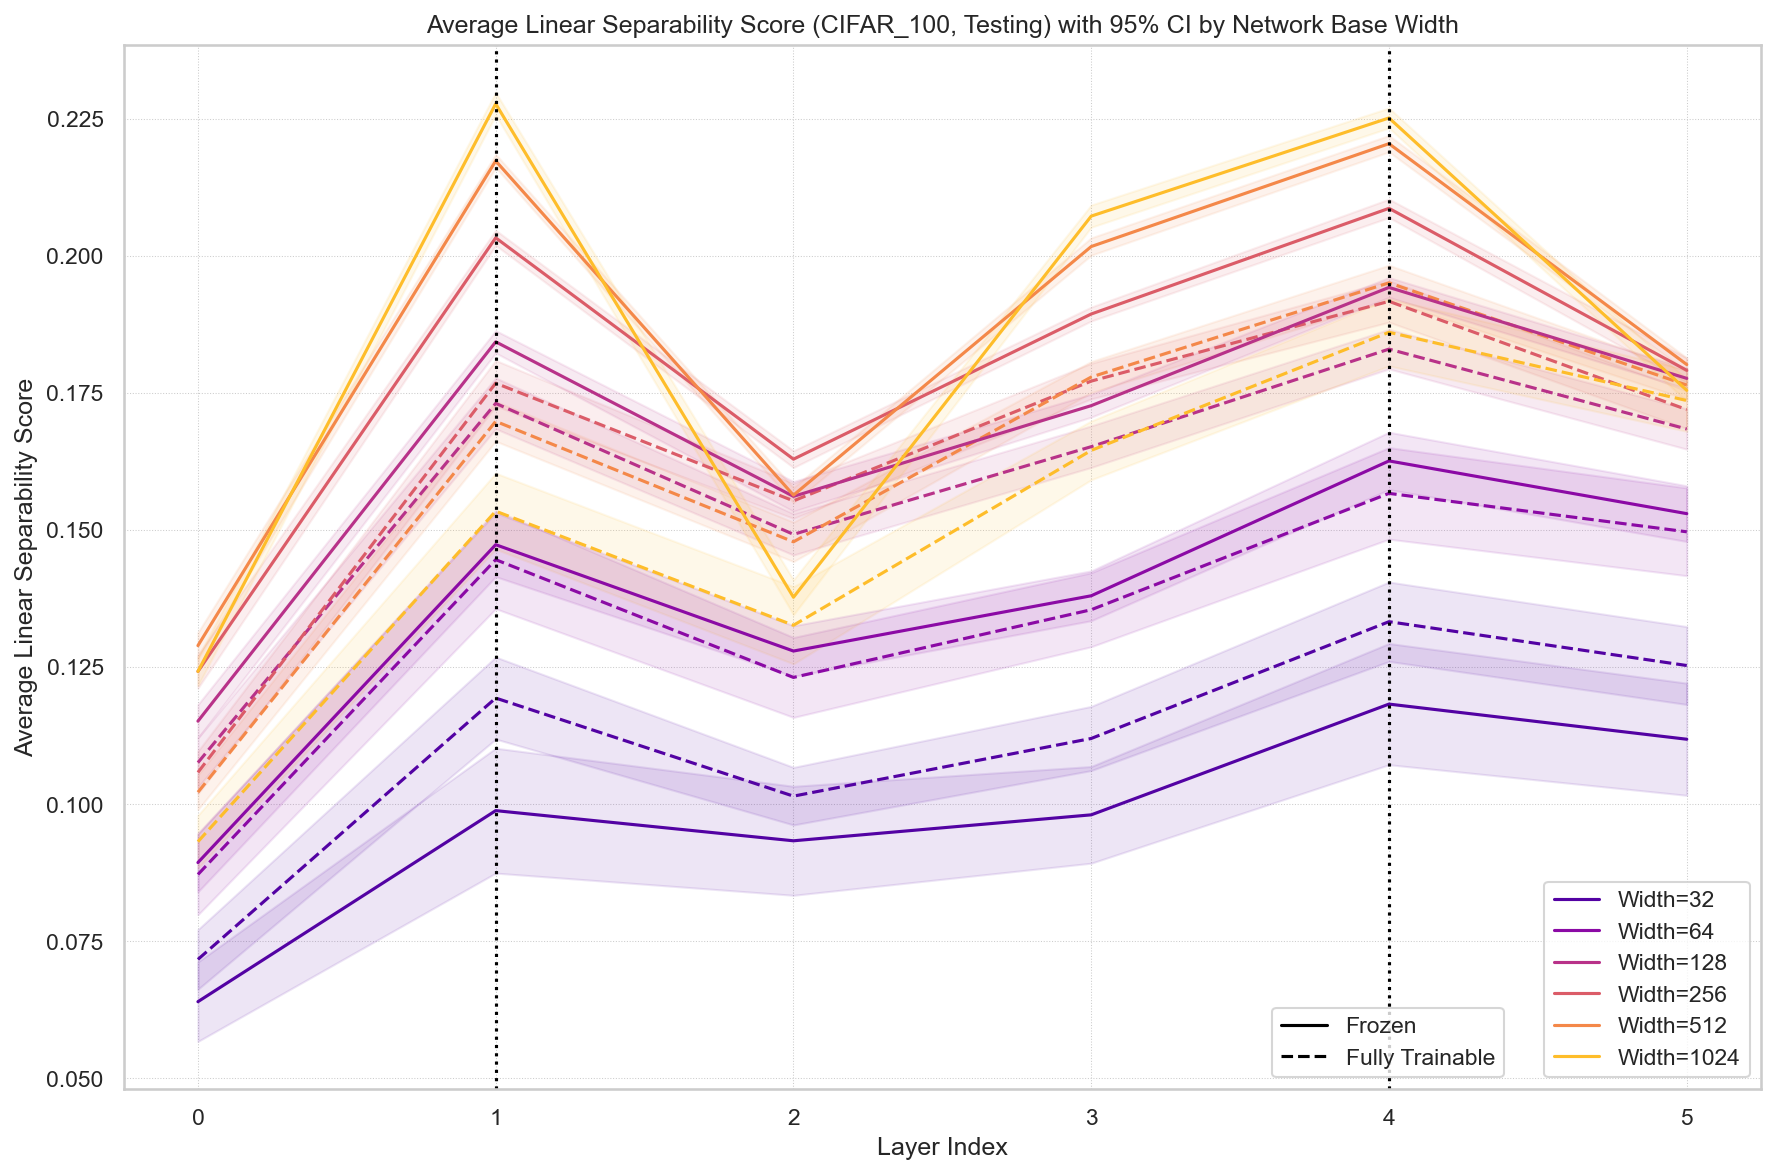 Average Linear Separability Score (CIFAR_100, Testing) with 95% CI by Network Base Width
Average Linear Separability Score
0.225
0.200
0.175
0.150
0.125
0.100
0.075
0.050
Width=32
Width=64
Width=128
Width=256
Width=512
Width=1024
Frozen
Fully Trainable
0 1 2 3 4 5
Layer Index